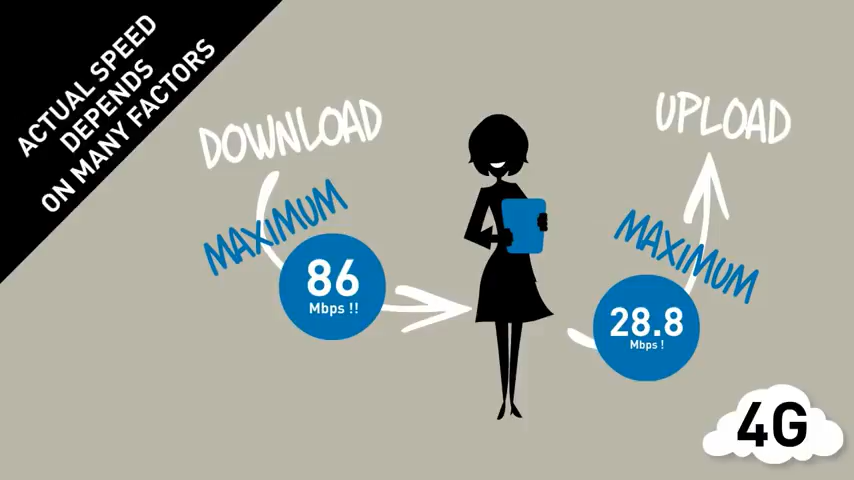 ACTUAL SPEED
DEPENDS
ON MANY FACTORS
DOWNLOAD
MAXIMUM
86
Mbps !!
UPLOAD
MAXIMUM
28.8
Mbps !
4G